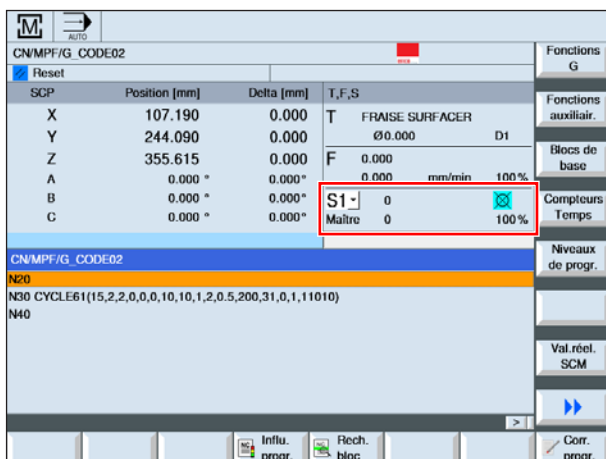 M
AUTO
CN/MPF/G_CODE02
Reset
SCP Position [mm] Delta [mm] T,F,S
X 107.190 0.000 T FRAISE SURFACER
Y 244.090 0.000 Ø0.000 D1
Z 355.615 0.000 F 0.000
A 0.000 ° 0.000° 0.000 mm/min 100%
B 0.000 ° 0.000° S1 0
C 0.000 ° 0.000° Maître 0 100%
CN/MPF/G_CODE02
N20
N30 CYCLE61(15,2,2,0,0,0,10,10,1,2,0.5,200,31,0,1,11010)
N40
>
Fonctions
G
Fonctions
auxiliair.
Blocs de
base
Compteurs
Temps
Niveaux
de progr.
Val.réel.
SCM
NC Influ.
progr.
NC Rech.
bloc
Corr.
progr.